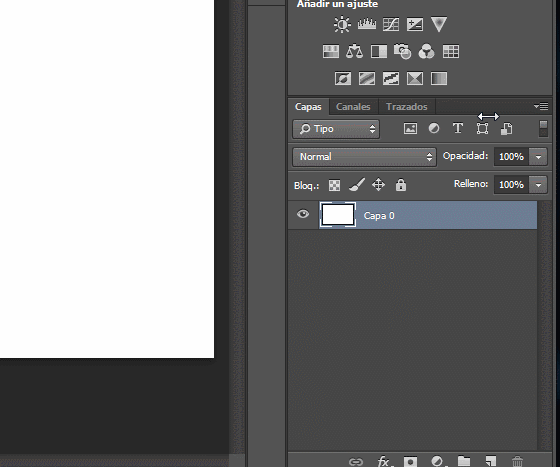 Añadir un ajuste
Capas Canales Trazados
Tipo
Normal Opacidad: 100%
Bloq.: Relleno: 100%
Capa 0
fx